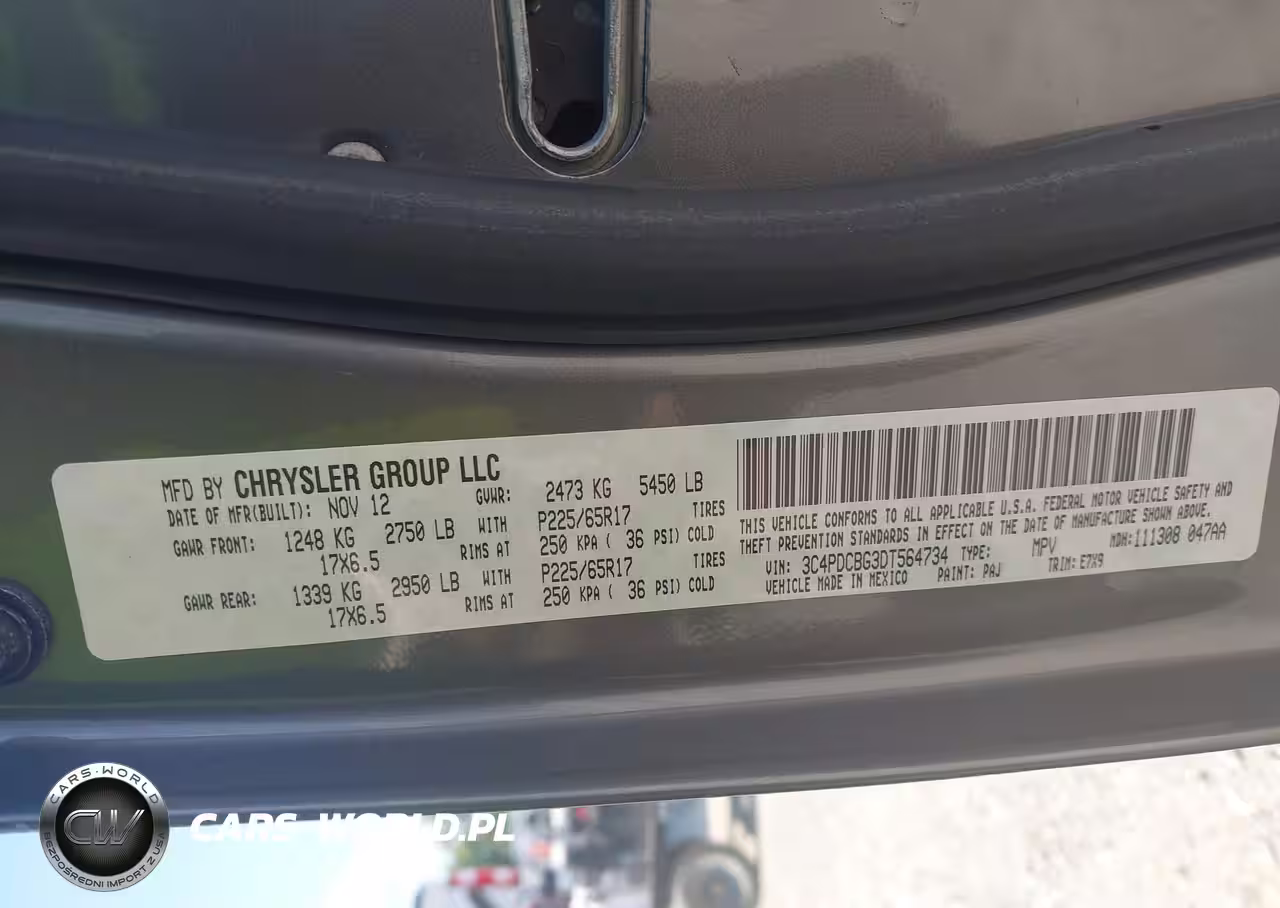 MFD BY CHRYSLER GROUP LLC
DATE OF MFR(BUILT): NOV 12 GVWR: 2473 KG 5450 LB
GAWR FRONT: 1248 KG 2750 LB WITH P225/65R17 TIRES
17X6.5 RIMS AT 250 KPA ( 36 PSI) COLD
GAWR REAR: 1339 KG 2950 LB WITH P225/65R17 TIRES
17X6.5 RIMS AT 250 KPA ( 36 PSI) COLD
THIS VEHICLE CONFORMS TO ALL APPLICABLE U.S.A. FEDERAL MOTOR VEHICLE SAFETY AND
THEFT PREVENTION STANDARDS IN EFFECT ON THE DATE OF MANUFACTURE SHOWN ABOVE.
VIN: 3C4PDCBG3DT564734 TYPE: MPV MDH: 111308 047AA
VEHICLE MADE IN MEXICO PAINT: PAJ TRIM: E7X9
CARS-WORLD
CW
BEZPOŚREDNI IMPORT Z USA
CARS-WORLD.PL